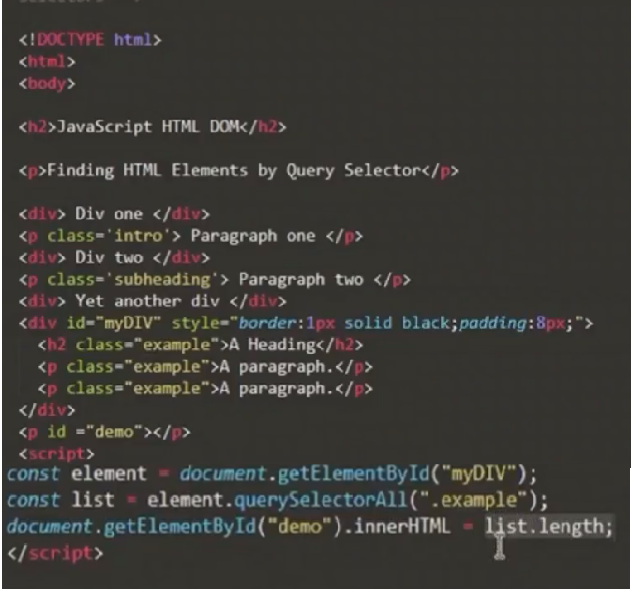 <!DOCTYPE html>
<html>
<body>
<h2>JavaScript HTML DOM</h2>
<p>Finding HTML Elements by Query Selector</p>
<div> Div one </div>
<p class='intro'> Paragraph one </p>
<div> Div two </div>
<p class='subheading'> Paragraph two </p>
<div> Yet another div </div>
<div id="myDIV" style="border:1px solid black;padding:8px;">
<h2 class="example">A Heading</h2>
<p class="example">A paragraph.</p>
<p class="example">A paragraph.</p>
</div>
<p id ="demo"></p>
<script>
const element = document.getElementById("myDIV");
const list = element.querySelectorAll(".example");
document.getElementById("demo").innerHTML = list.length;
</script>